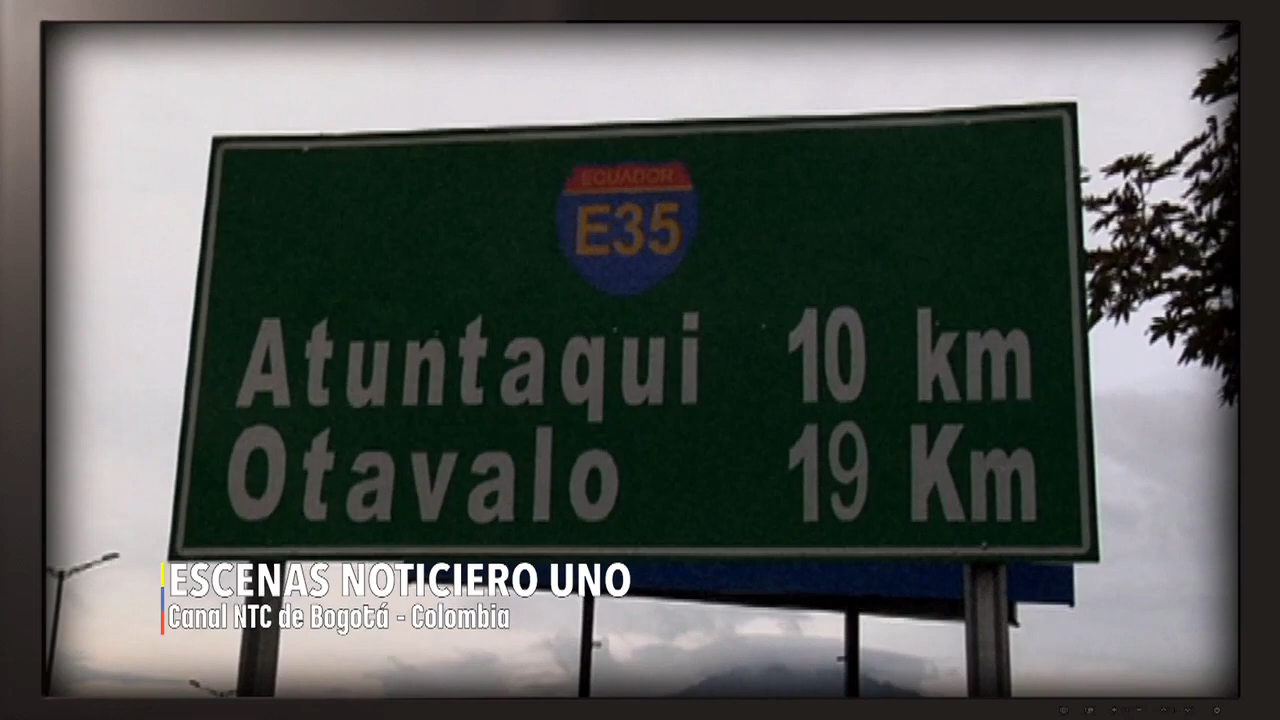 ECUADOR
E35
Atuntaqui 10 km
Otavalo 19 Km
ESCENAS NOTICIERO UNO
Canal NTC de Bogotá - Colombia